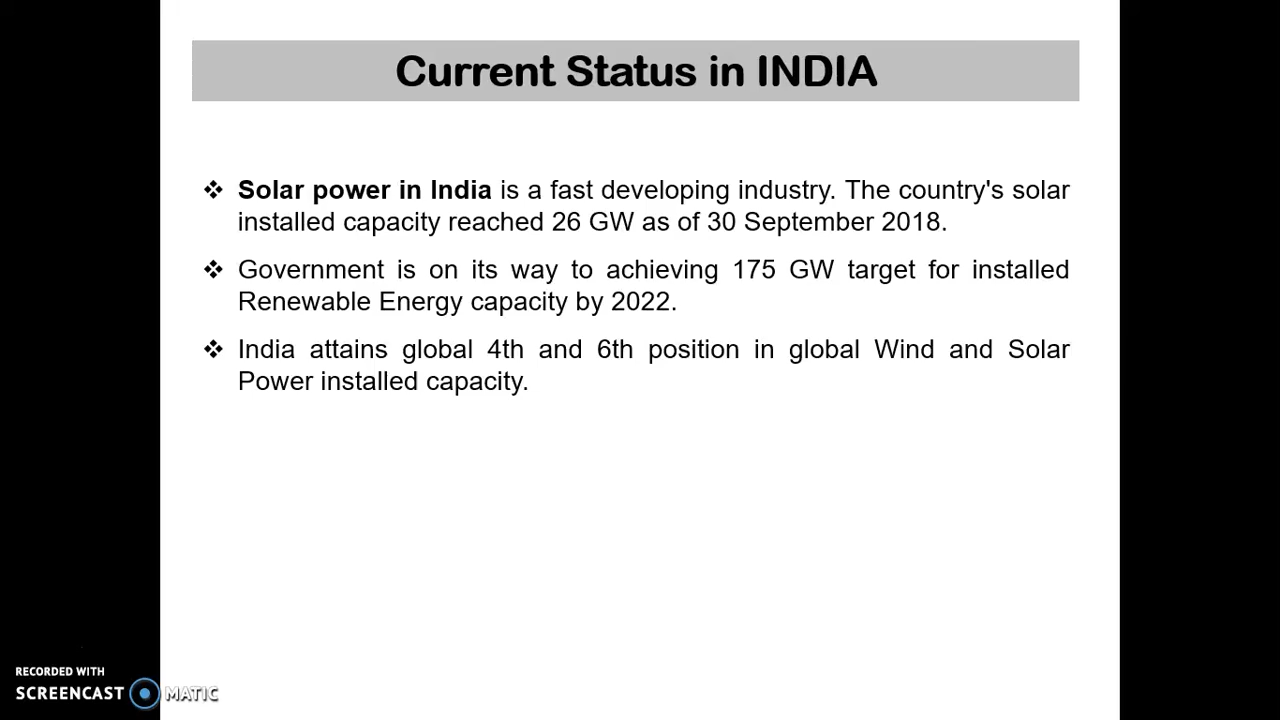 Current Status in INDIA
❖ Solar power in India is a fast developing industry. The country's solar
installed capacity reached 26 GW as of 30 September 2018.
❖ Government is on its way to achieving 175 GW target for installed
Renewable Energy capacity by 2022.
❖ India attains global 4th and 6th position in global Wind and Solar
Power installed capacity.
RECORDED WITH
SCREENCAST MATIC